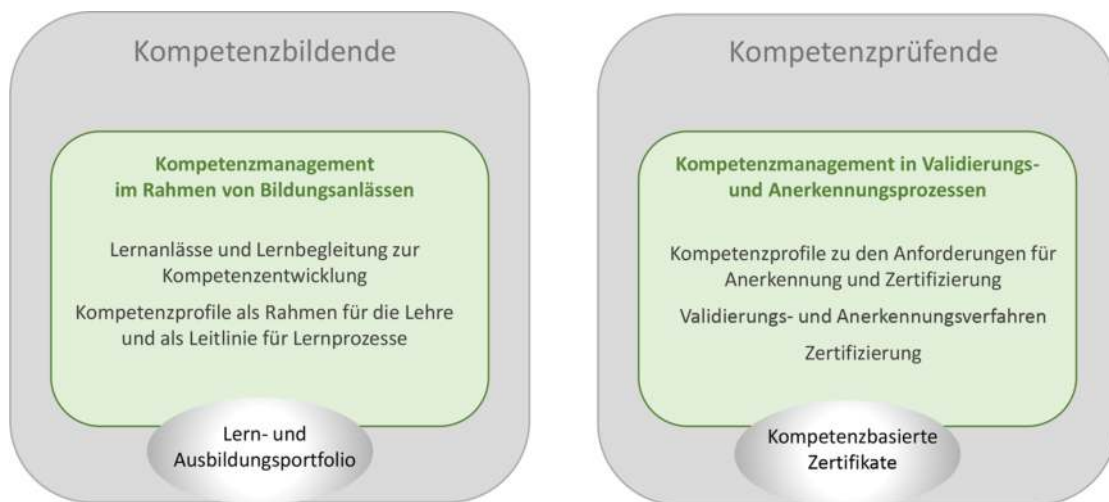 Kompetenzbildende
Kompetenzmanagement
im Rahmen von Bildungsanlässen
Lernanlässe und Lernbegleitung zur
Kompetenzentwicklung
Kompetenzprofile als Rahmen für die Lehre
und als Leitlinie für Lernprozesse
Lern- und
Ausbildungsportfolio
Kompetenzprüfende
Kompetenzmanagement in Validierungs-
und Anerkennungsprozessen
Kompetenzprofile zu den Anforderungen für
Anerkennung und Zertifizierung
Validierungs- und Anerkennungsverfahren
Zertifizierung
Kompetenzbasierte
Zertifikate